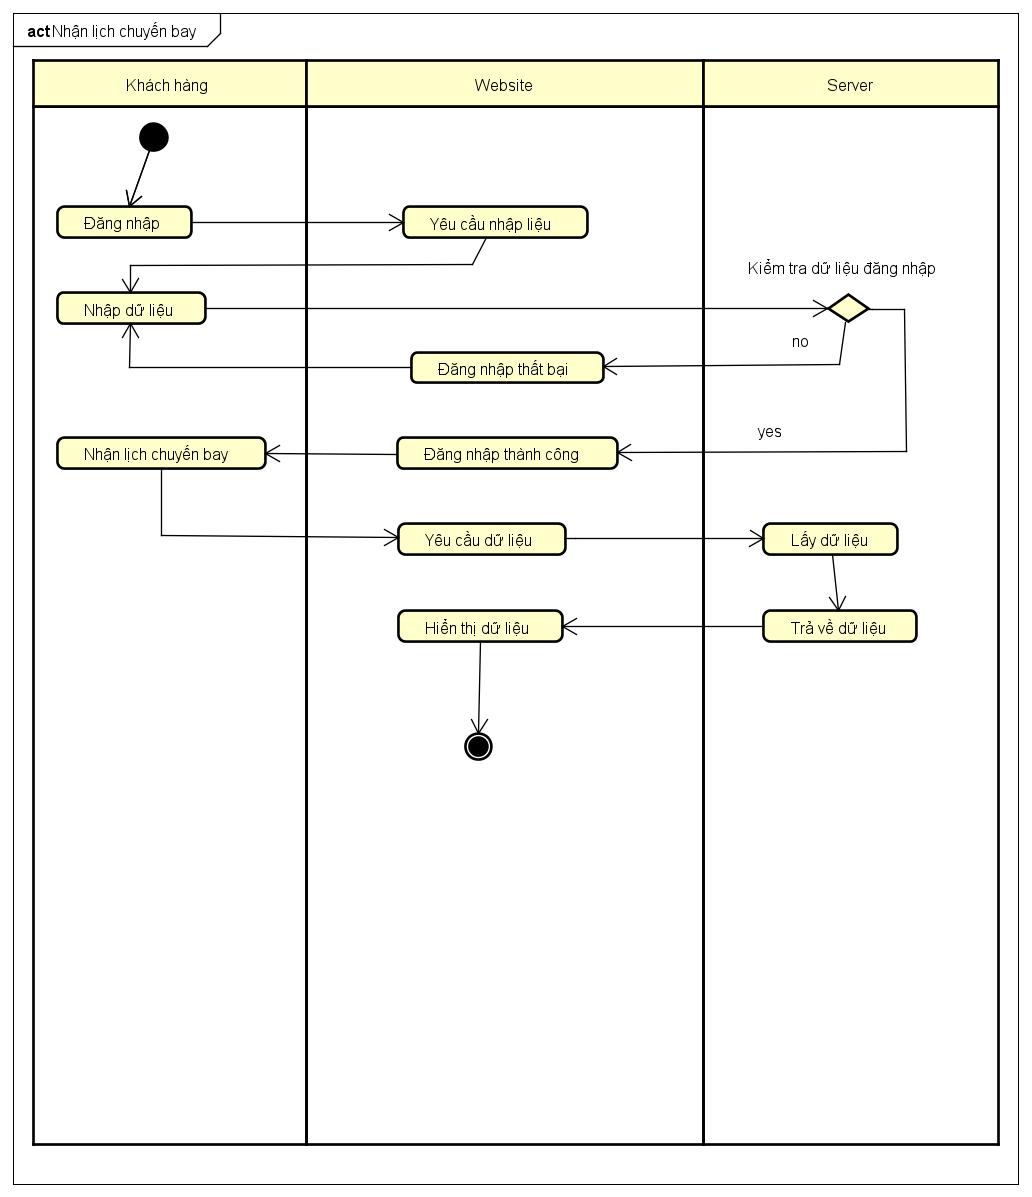 act Nhận lịch chuyến bay
Khách hàng
Website
Server
Đăng nhập
Yêu cầu nhập liệu
Kiểm tra dữ liệu đăng nhập
Nhập dữ liệu
no
Đăng nhập thất bại
yes
Nhận lịch chuyến bay
Đăng nhập thành công
Yêu cầu dữ liệu
Lấy dữ liệu
Hiển thị dữ liệu
Trả về dữ liệu